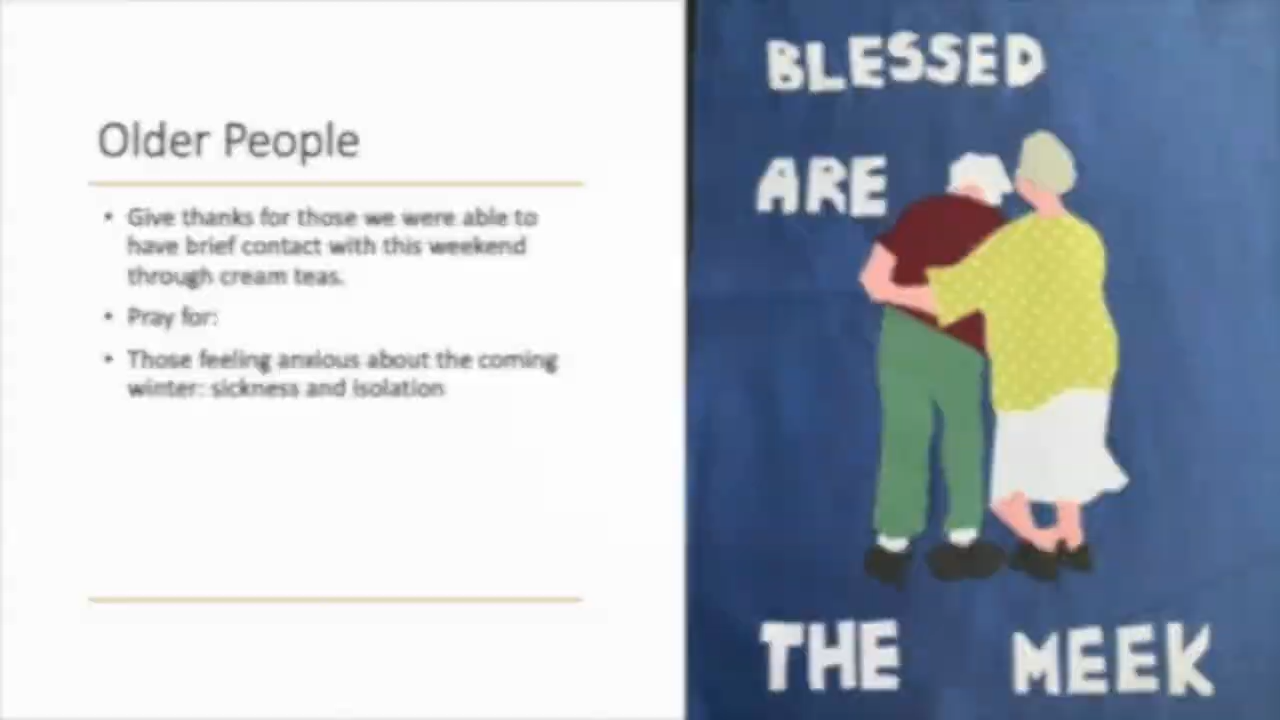 Older People
• Give thanks for those we were able to
have brief contact with this weekend
through cream teas.
• Pray for:
• Those feeling anxious about the coming
winter: sickness and isolation
BLESSED
ARE
THE MEEK